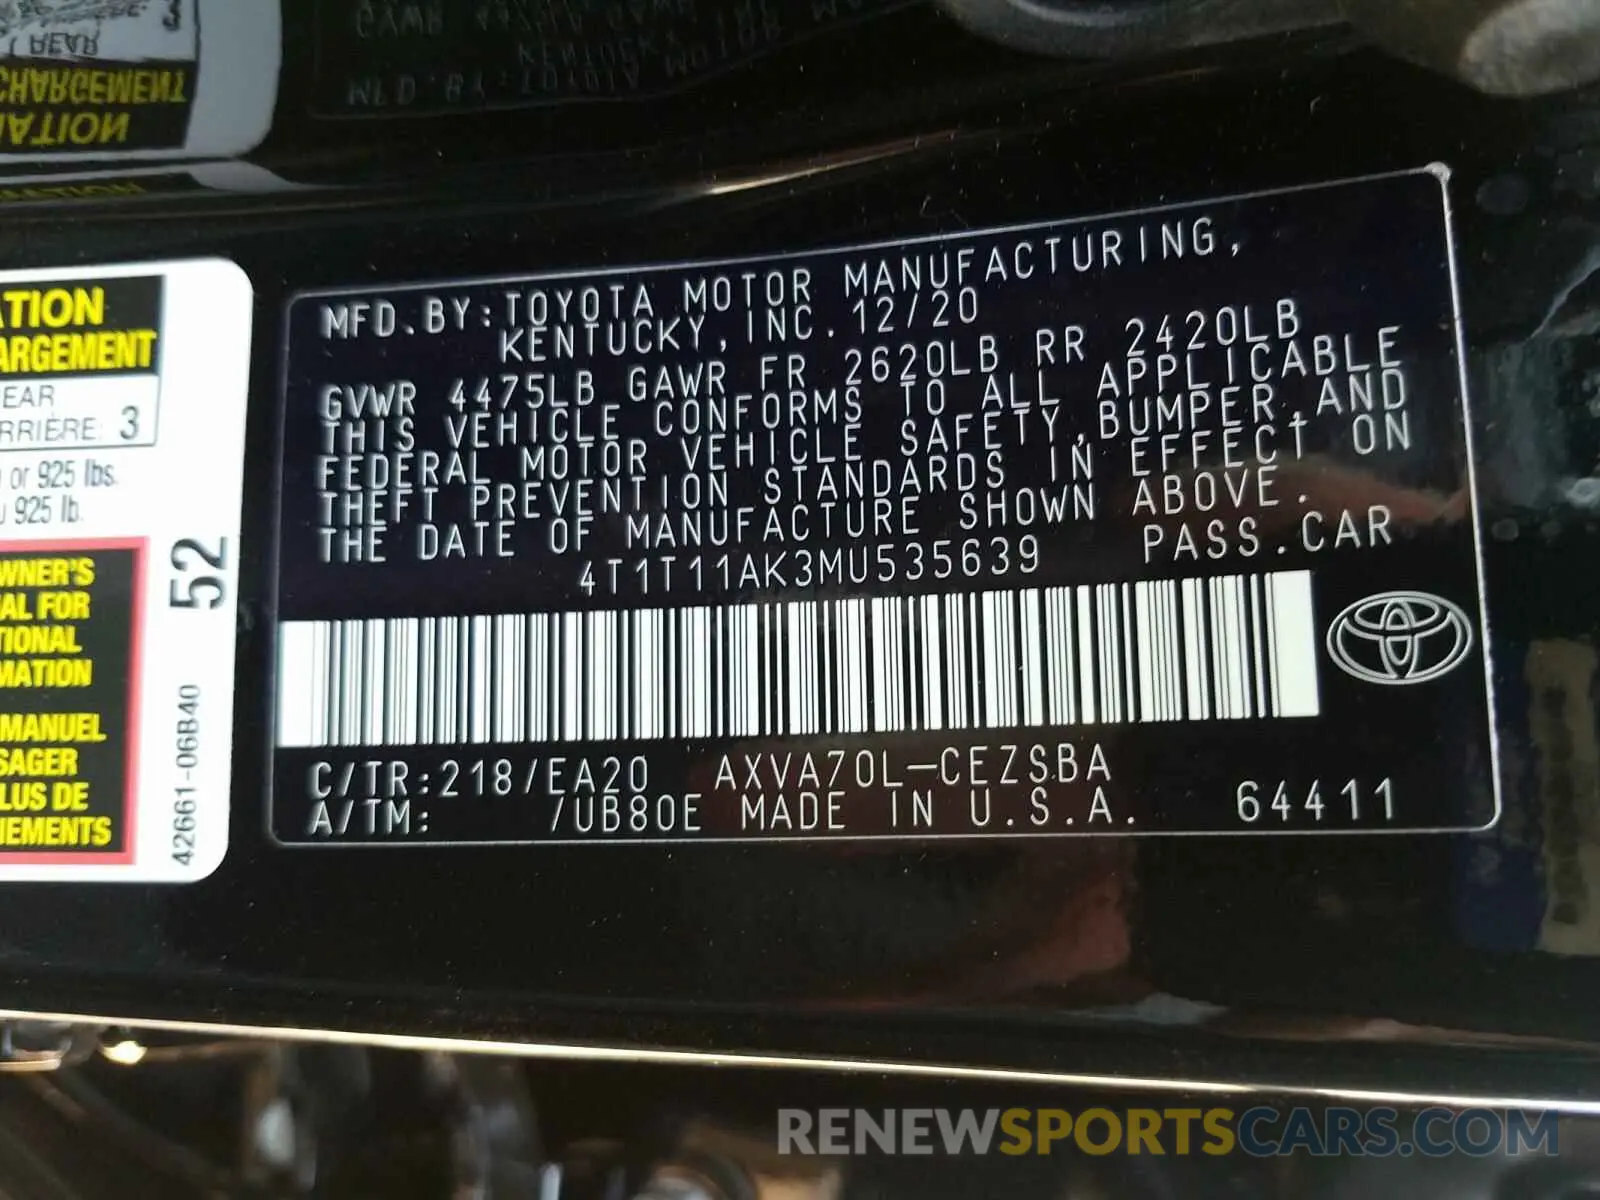 REAR
CHARGEMENT
ATION
ATION
ARGEMENT
EAR
RRIÈRE 3
or 925 lbs.
925 lb.
WNER'S
AL FOR
TIONAL
MATION
MANUEL
SAGER
LUS DE
NEMENTS
52
42661-06B40
MFD.BY:TOYOTA MOTOR MANUFACTURING,
KENTUCKY,INC.12/20
GVWR 4475LB GAWR FR 2620LB RR 2420LB
THIS VEHICLE CONFORMS TO ALL APPLICABLE
FEDERAL MOTOR VEHICLE SAFETY,BUMPER,AND
THEFT PREVENTION STANDARDS IN EFFECT ON
THE DATE OF MANUFACTURE SHOWN ABOVE.
4T1T11AK3MU535639 PASS.CAR
C/TR:218/EA20 AXVA70L-CEZSBA
A/TM: /UB80E MADE IN U.S.A. 64411
RENEWSPORTSCARS.COM